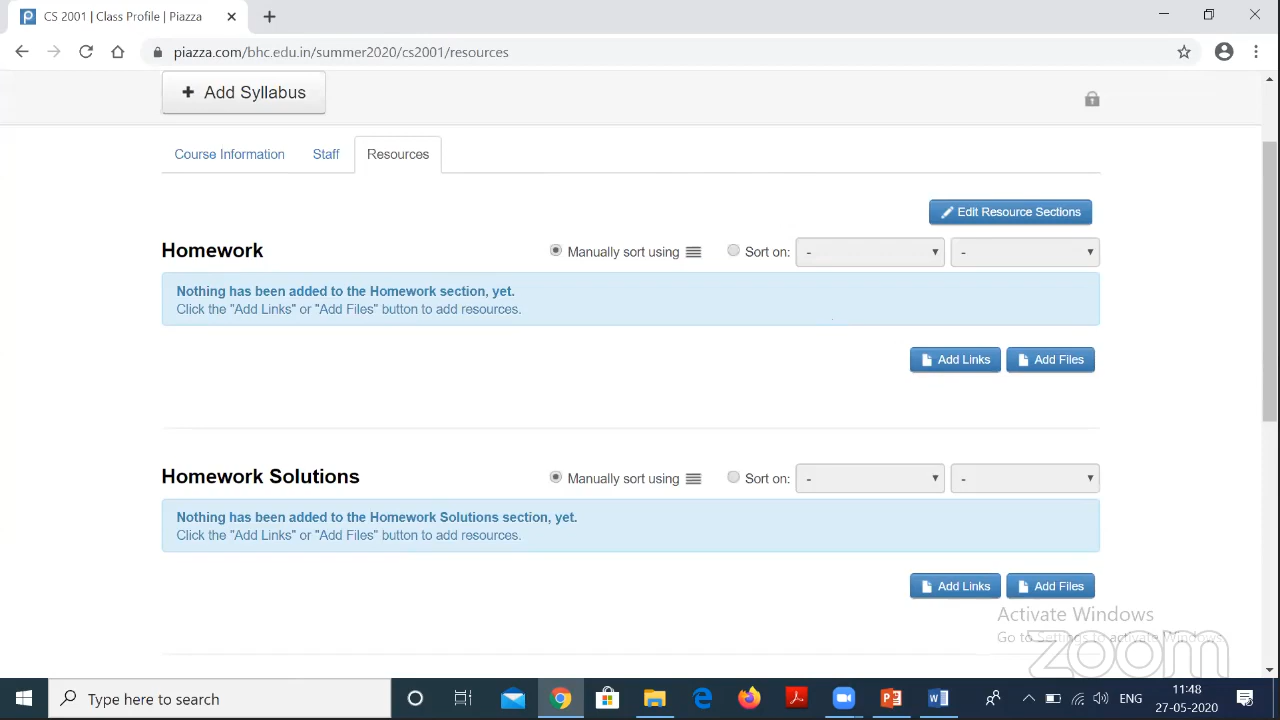 CS 2001 | Class Profile | Piazza
piazza.com/bhc.edu.in/summer2020/cs2001/resources
Add Syllabus
Course Information Staff Resources
Edit Resource Sections
Homework Manually sort using Sort on: - -
Nothing has been added to the Homework section, yet.
Click the "Add Links" or "Add Files" button to add resources.
Add Links Add Files
Homework Solutions Manually sort using Sort on: - -
Nothing has been added to the Homework Solutions section, yet.
Click the "Add Links" or "Add Files" button to add resources.
Add Links Add Files
Activate Windows
Go to Settings to activate Windows.
zoom
Type here to search
ENG
11:48
27-05-2020